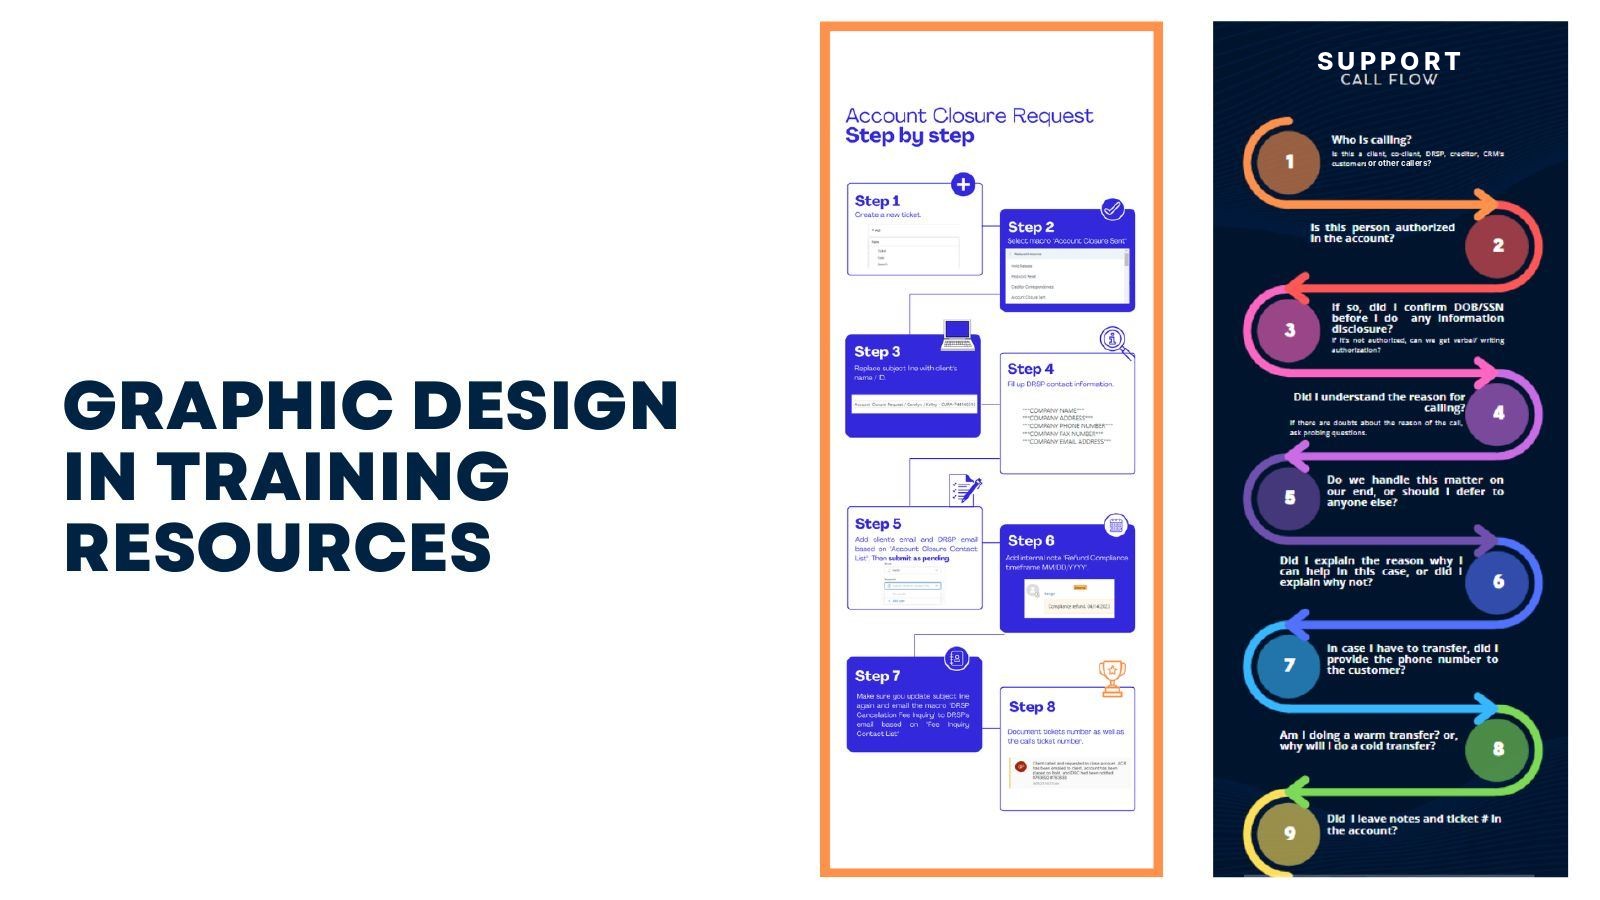 GRAPHIC DESIGN
IN TRAINING
RESOURCES
Account Closure Request
Step by step
Step 1
Create a new ticket.
Step 2
Select macro 'Account Closure Sent'
Account Closure Sent
Step 3
Replace subject line with client's
name / ID.
Step 4
Fill up DRSP contact information.
***COMPANY NAME***
***COMPANY ADDRESS***
***COMPANY PHONE NUMBER***
***COMPANY FAX NUMBER***
***COMPANY EMAIL ADDRESS***
Step 5
Add client's email and DRSP email
based on 'Account Closure Contact
List'. Then submit as pending
Step 6
Add internal note 'Refund Compliance
timeframe MM/DD/YYYY'.
Compliance refund. 04/14/2023
Step 7
Make sure you update subject line
again and email the macro 'DRSP
Cancellation Fee Inquiry' to DRSP's
email based on 'Fee Inquiry
Contact List'
Step 8
Document tickets number as well as
the calls ticket number.
SUPPORT
CALL FLOW
1
Who is calling?
Is this a client, co-client, DRSP, creditor, CRM's
customers or other callers?
Is this person authorized
in the account?
2
3
If so, did I confirm DOB/SSN
before I do any information
disclosure?
If it's not authorized, can we get verbal/ writing
authorization?
Did I understand the reason for
calling?
If there are doubts about the reason of the call,
ask probing questions.
4
5
Do we handle this matter on
our end, or should I defer to
anyone else?
Did I explain the reason why I
can help in this case, or did I
explain why not?
6
7
In case I have to transfer, did I
provide the phone number to
the customer?
Am I doing a warm transfer? or,
why will I do a cold transfer?
8
9
Did I leave notes and ticket # in
the account?